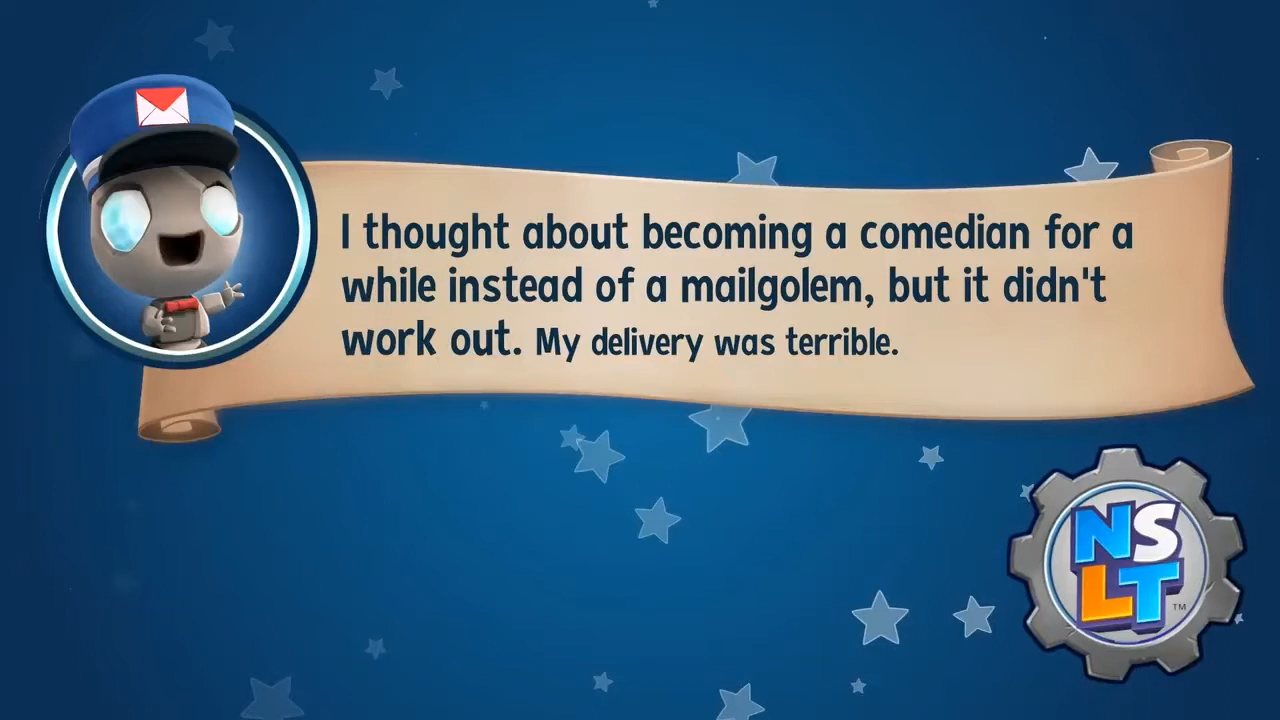 I thought about becoming a comedian for a
while instead of a mailgolem, but it didn't
work out. My delivery was terrible.
NS
LT
TM